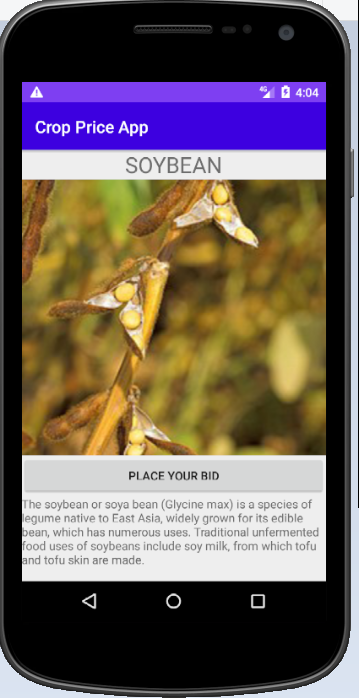 4G 4:04
Crop Price App
SOYBEAN
PLACE YOUR BID
The soybean or soya bean (Glycine max) is a species of
legume native to East Asia, widely grown for its edible
bean, which has numerous uses. Traditional unfermented
food uses of soybeans include soy milk, from which tofu
and tofu skin are made.